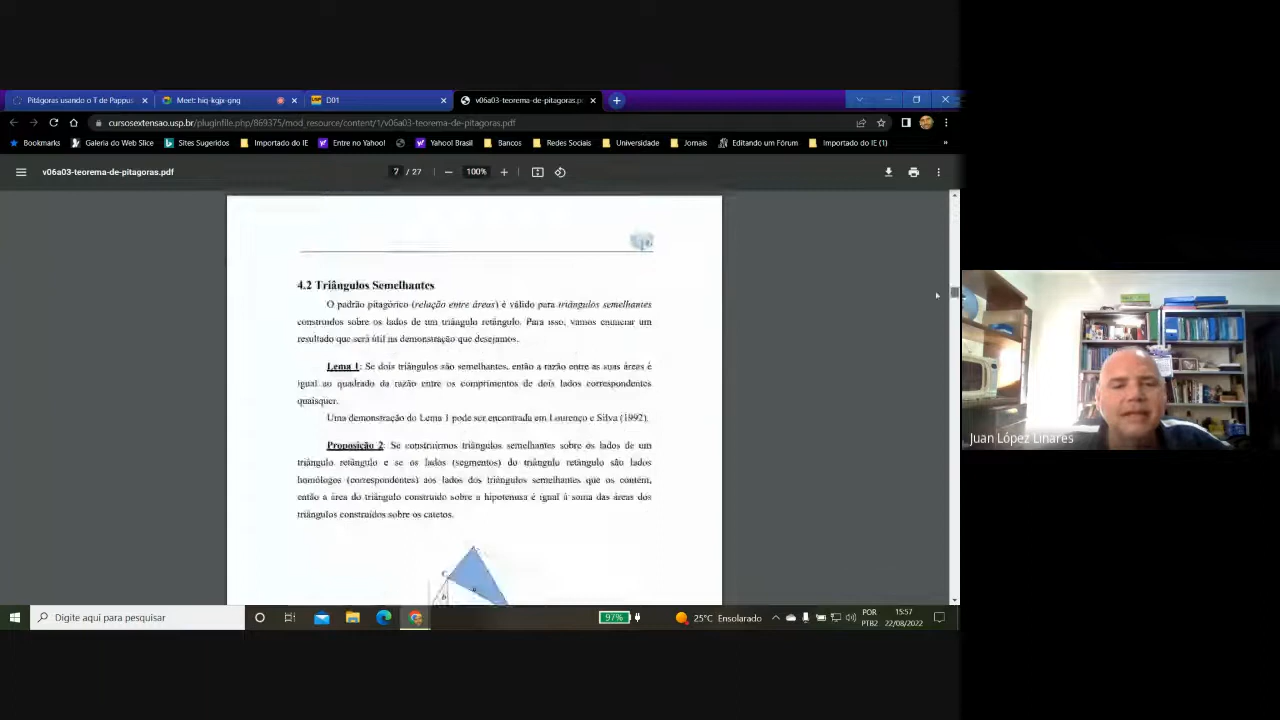 Pitágoras usando o T de Pappus
Meet: hiq-kgjx-gng
D01
v06a03-teorema-de-pitagoras.p
cursosextensao.usp.br/pluginfile.php/869375/mod_resource/content/1/v06a03-teorema-de-pitagoras.pdf
Bookmarks Galeria do Web Slice Sites Sugeridos Importado do IE Entre no Yahoo! Yahoo! Brasil Bancos Redes Sociais Universidade Jornais Editando um Fórum Importado do IE (1) »
v06a03-teorema-de-pitagoras.pdf 7 / 27 100%
4.2 Triângulos Semelhantes
O padrão pitagórico (relação entre áreas) é válido para triângulos semelhantes
construídos sobre os lados de um triângulo retângulo. Para isso, vamos enunciar um
resultado que será útil na demonstração que desejamos.
Lema 1: Se dois triângulos são semelhantes, então a razão entre as suas áreas é
igual ao quadrado da razão entre os comprimentos de dois lados correspondentes
quaisquer.
Uma demonstração do Lema 1 pode ser encontrada em Lourenço e Silva (1992).
Proposição 2: Se construirmos triângulos semelhantes sobre os lados de um
triângulo retângulo e se os lados (segmentos) do triângulo retângulo são lados
homólogos (correspondentes) aos lados dos triângulos semelhantes que os contém,
então a área do triângulo construído sobre a hipotenusa é igual à soma das áreas dos
triângulos construídos sobre os catetos.
Juan López Linares
Digite aqui para pesquisar
97%
25°C Ensolarado
POR
PTB2
15:57
22/08/2022